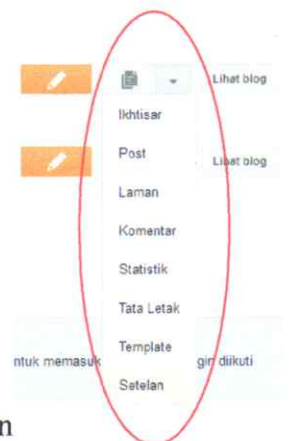 Lihat blog
Ikhtisar
Post
Lihat blog
Laman
Komentar
Statistik
Tata Letak
Template
ntuk memasuk gin diikuti
Setelan
n